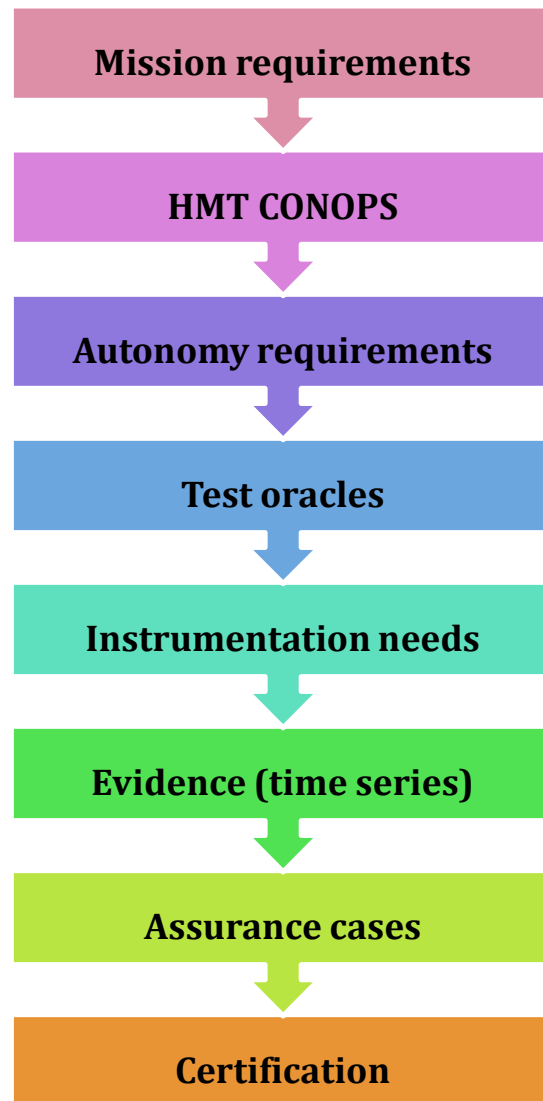 Mission requirements
HMT CONOPS
Autonomy requirements
Test oracles
Instrumentation needs
Evidence (time series)
Assurance cases
Certification